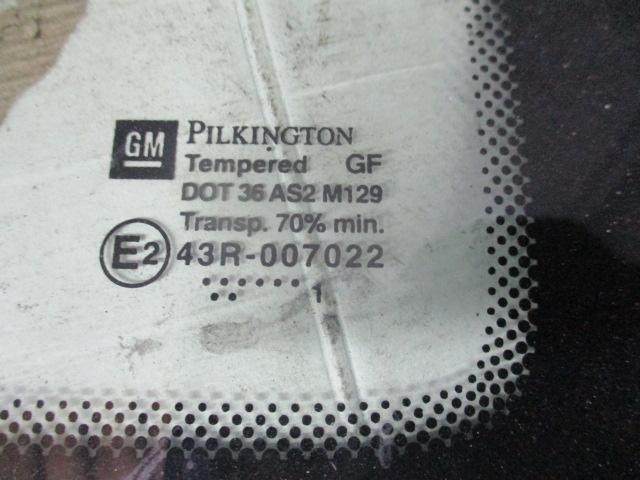 GM PILKINGTON
Tempered GF
DOT 36 AS2 M129
Transp. 70% min.
E2 43R-007022
1